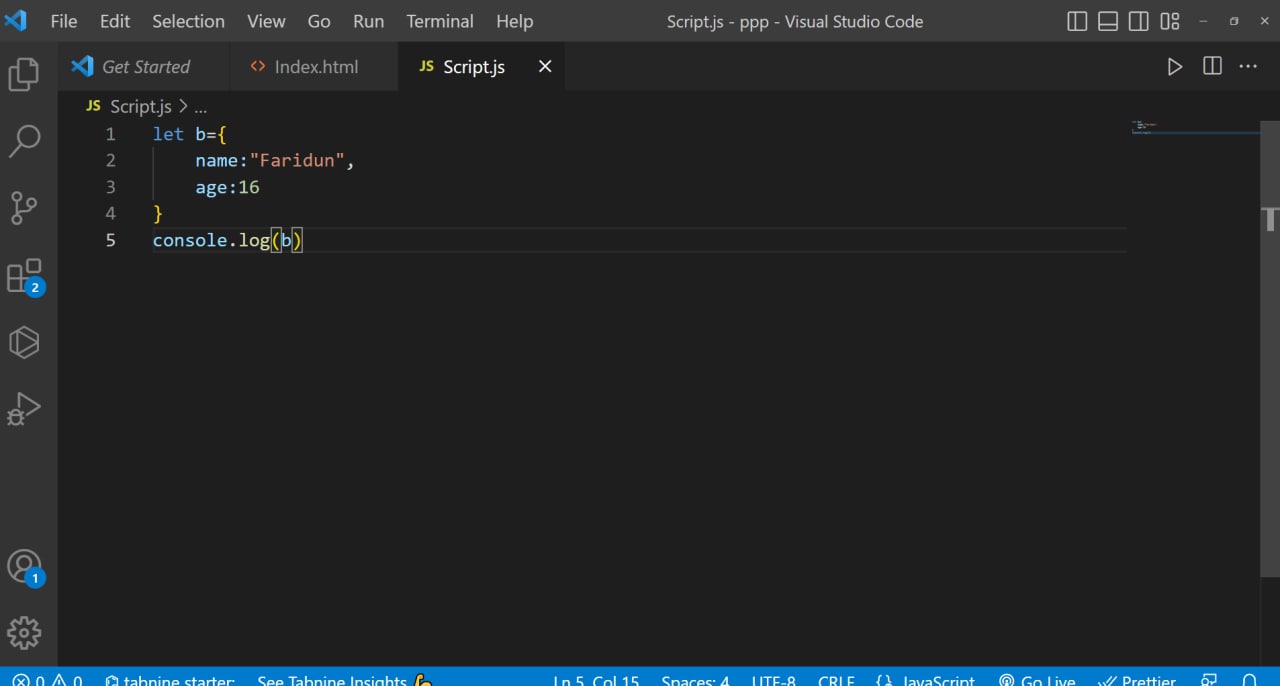 File Edit Selection View Go Run Terminal Help Script.js - ppp - Visual Studio Code
Get Started <> Index.html JS Script.js
JS Script.js > ...
1 let b={
2 name:"Faridun",
3 age:16
4 }
5 console.log(b)
2
1
0 0 tabnine starter: See Tabnine Insights Ln 5, Col 15 Spaces: 4 UTF-8 CRLF {} JavaScript Go Live Prettier